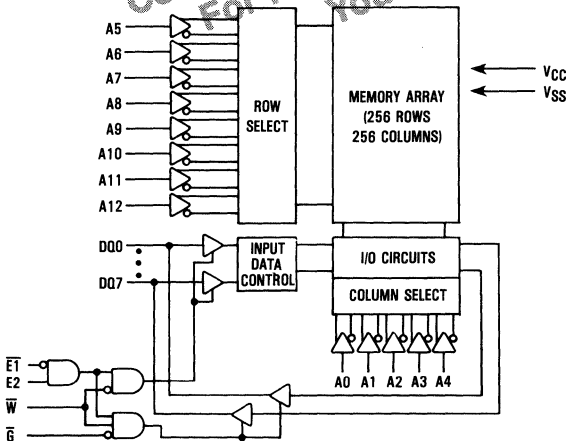 A5
A6
A7
A8
A9
A10
A11
A12
ROW
SELECT
MEMORY ARRAY
(256 ROWS
256 COLUMNS)
VCC
VSS
DQ0
DQ7
INPUT
DATA
CONTROL
I/O CIRCUITS
COLUMN SELECT
A0 A1 A2 A3 A4
E1
E2
W
G